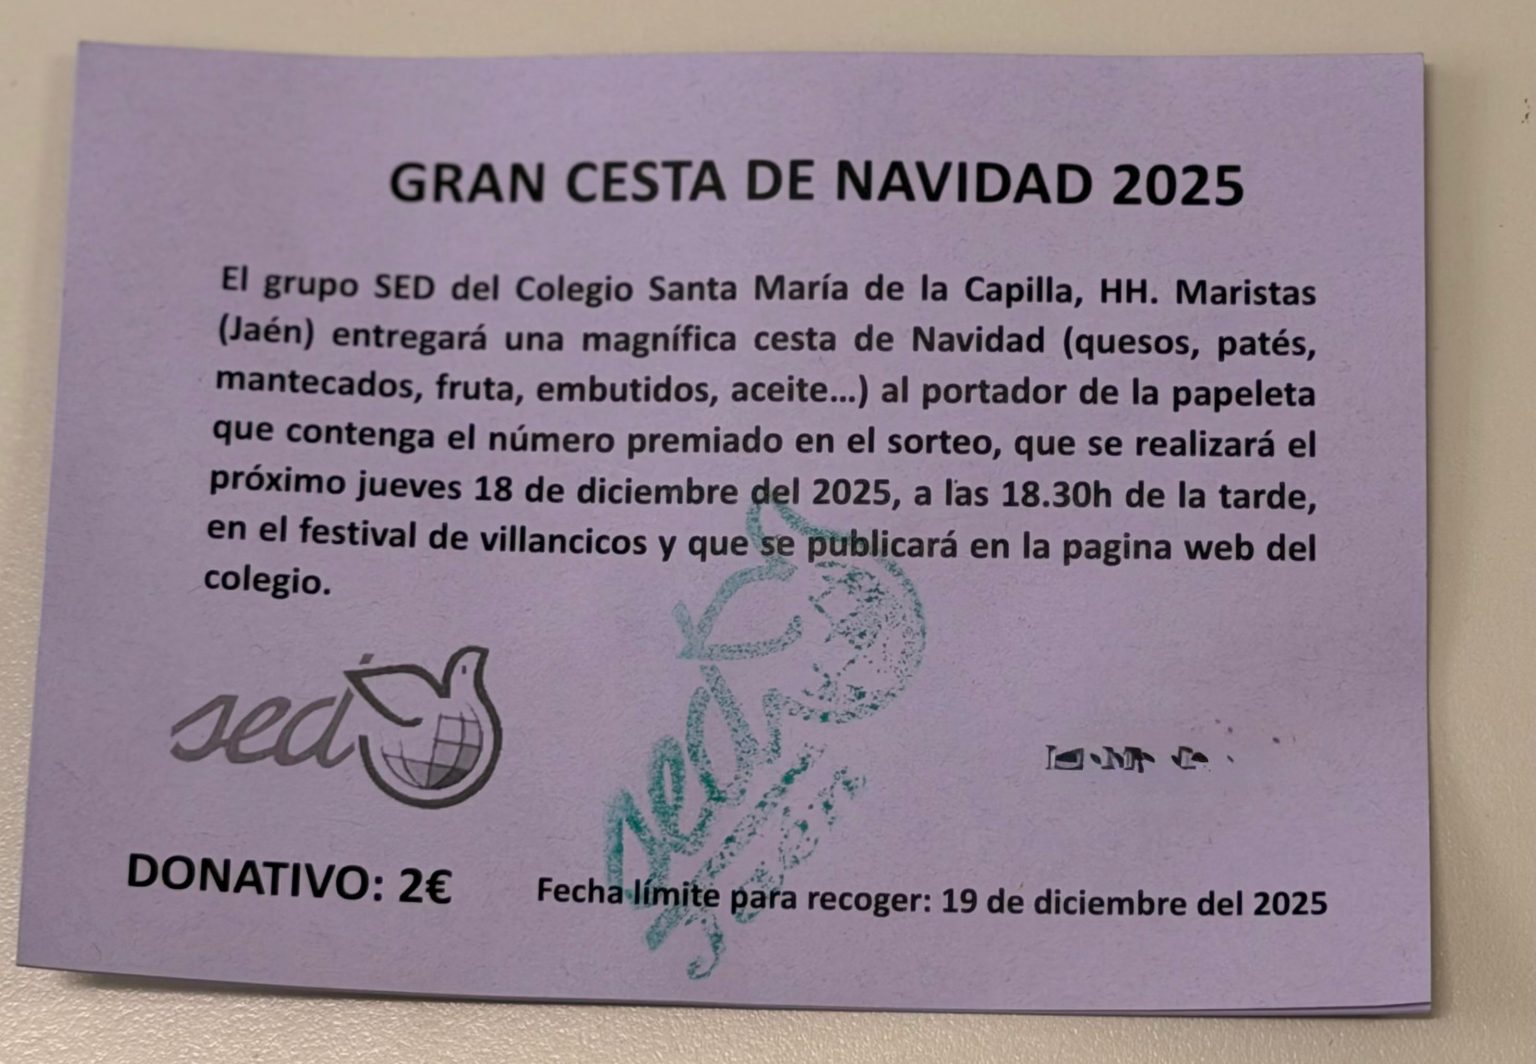 GRAN CESTA DE NAVIDAD 2025
El grupo SED del Colegio Santa María de la Capilla, HH. Maristas
(Jaén) entregará una magnífica cesta de Navidad (quesos, patés,
mantecados, fruta, embutidos, aceite...) al portador de la papeleta
que contenga el número premiado en el sorteo, que se realizará el
próximo jueves 18 de diciembre del 2025, a las 18.30h de la tarde,
en el festival de villancicos y que se publicará en la pagina web del
colegio.
sed
sed
DONATIVO: 2€
Fecha límite para recoger: 19 de diciembre del 2025